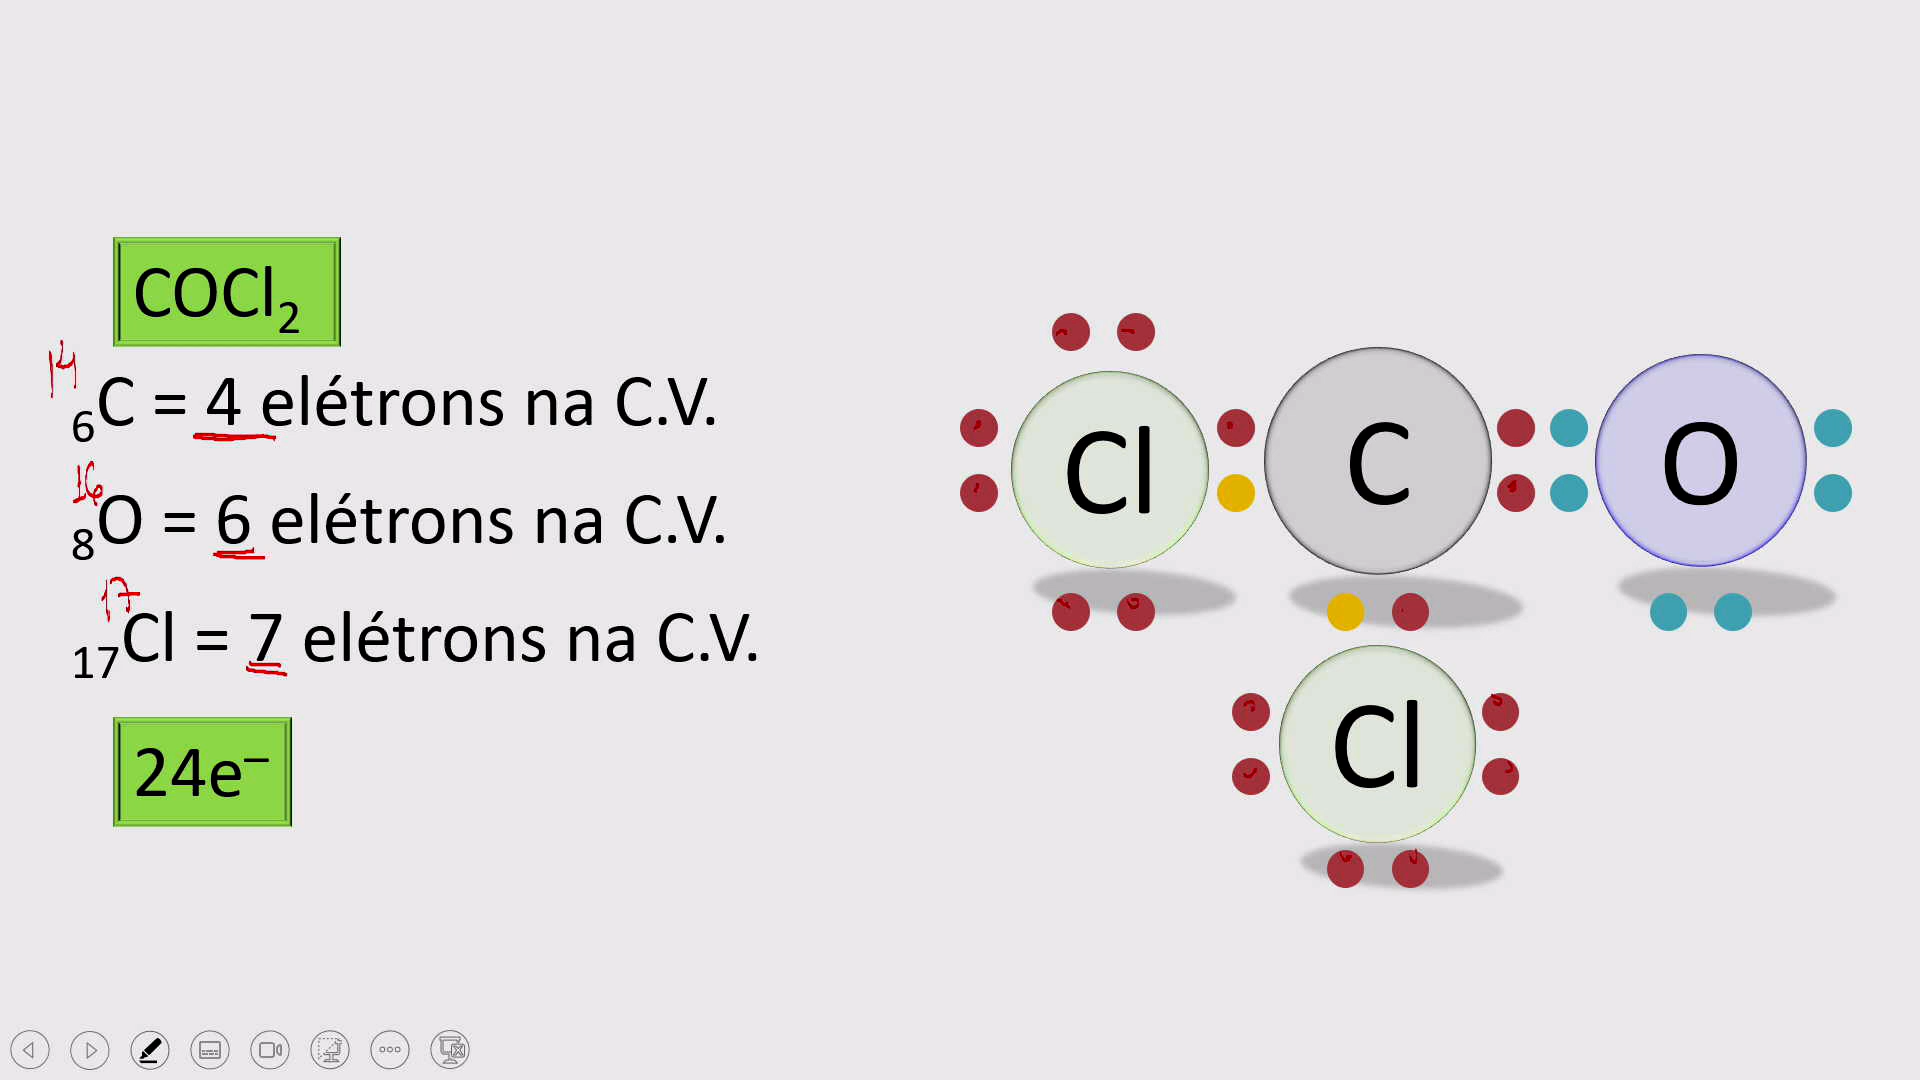 COCl₂
14
₆C = 4 elétrons na C.V.
16
₈O = 6 elétrons na C.V.
17
₁₇Cl = 7 elétrons na C.V.
24e⁻
Cl C O
Cl